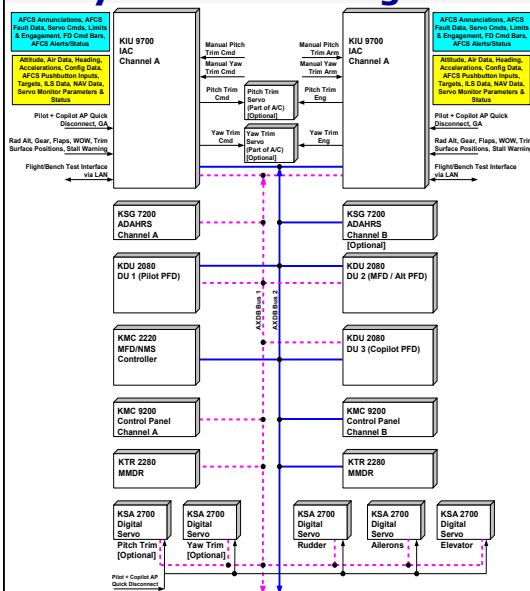 AFCS Annunciations, AFCS
Fault Data, Servo Cmds, Limits
& Engagement, FD Cmd Bars,
AFCS Alerts/Status
Attitude, Air Data, Heading,
Accelerations, Config Data,
AFCS Pushbutton Inputs,
Targets, ILS Data, NAV Data,
Servo Monitor Parameters &
Status
Pilot + Copilot AP Quick
Disconnect, GA
Rad Alt, Gear, Flaps, WOW, Trim
Surface Positions, Stall Warning
Flight/Bench Test Interface
via LAN
KIU 9700
IAC
Channel A
Manual Pitch
Trim Cmd
Manual Pitch
Trim Arm
Manual Yaw
Trim Cmd
Manual Yaw
Trim Arm
Pitch Trim
Cmd
Pitch Trim
Servo
(Part of A/C)
[Optional]
Pitch Trim
Eng
Yaw Trim
Cmd
Yaw Trim
Servo
(Part of A/C)
[Optional]
Yaw Trim
Eng
KIU 9700
IAC
Channel A
AFCS Annunciations, AFCS
Fault Data, Servo Cmds, Limits
& Engagement, FD Cmd Bars,
AFCS Alerts/Status
Attitude, Air Data, Heading,
Accelerations, Config Data,
AFCS Pushbutton Inputs,
Targets, ILS Data, NAV Data,
Servo Monitor Parameters &
Status
Pilot + Copilot AP Quick
Disconnect, GA
Rad Alt, Gear, Flaps, WOW, Trim
Surface Positions, Stall Warning
Flight/Bench Test Interface
via LAN
KSG 7200
ADAHRS
Channel A
KSG 7200
ADAHRS
Channel B
[Optional]
KDU 2080
DU 1 (Pilot PFD)
AXDB Bus 1
AXDB Bus 2
KDU 2080
DU 2 (MFD / Alt PFD)
KMC 2220
MFD/NMS
Controller
KDU 2080
DU 3 (Copilot PFD)
KMC 9200
Control Panel
Channel A
KMC 9200
Control Panel
Channel B
KTR 2280
MMDR
KTR 2280
MMDR
KSA 2700
Digital
Servo
Pitch Trim
[Optional]
KSA 2700
Digital
Servo
Yaw Trim
[Optional]
KSA 2700
Digital
Servo
Rudder
KSA 2700
Digital
Servo
Ailerons
KSA 2700
Digital
Servo
Elevator
Pilot + Copilot AP
Quick Disconnect